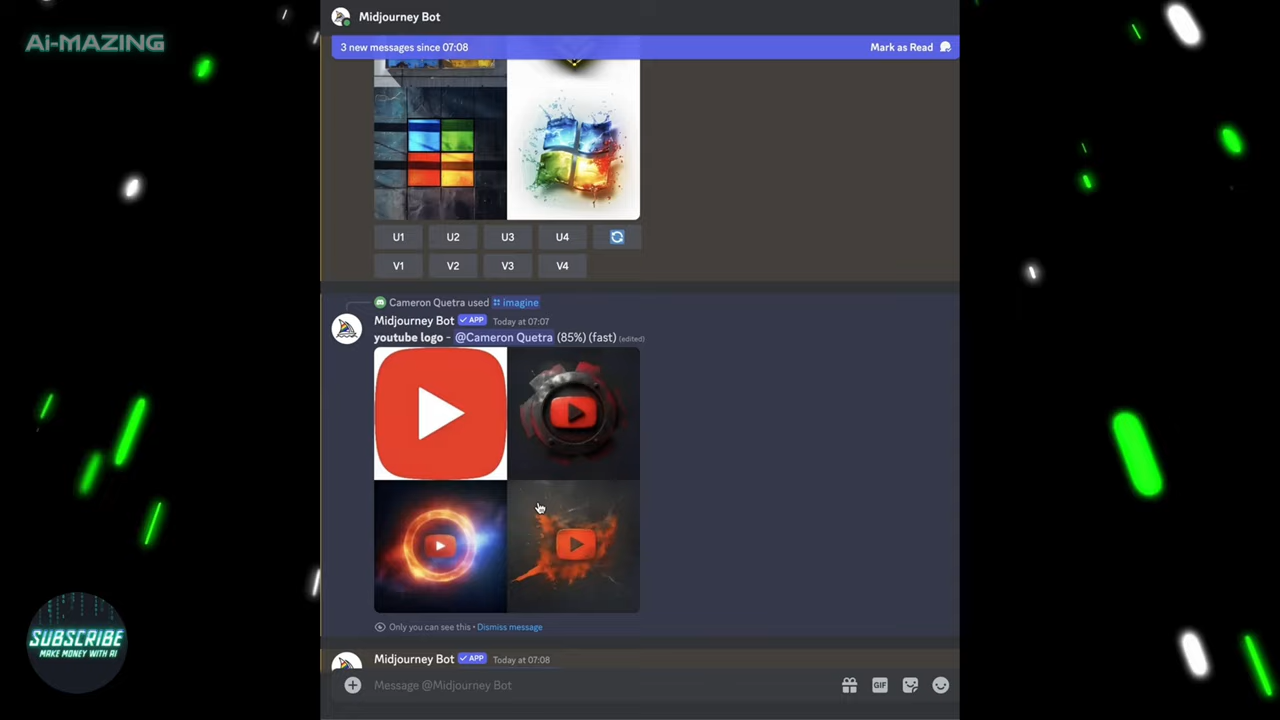 Ai-MAZING
Midjourney Bot
3 new messages since 07:08
Mark as Read
U1 U2 U3 U4
V1 V2 V3 V4
Cameron Quetra used imagine
Midjourney Bot ✓ APP Today at 07:07
youtube logo - @Cameron Quetra (85%) (fast) (edited)
Only you can see this • Dismiss message
Midjourney Bot ✓ APP Today at 07:08
Message @Midjourney Bot
GIF
SUBSCRIBE
MAKE MONEY WITH AI